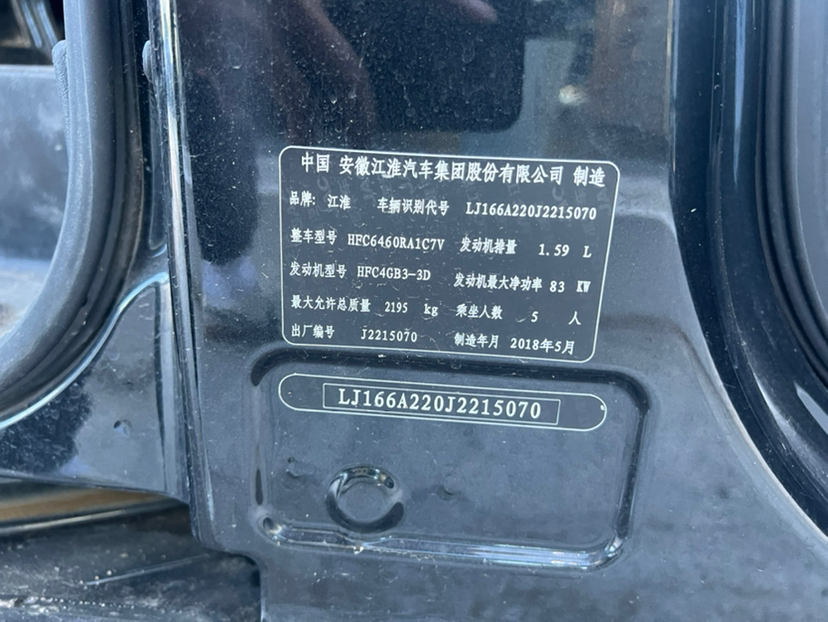 中国 安徽江淮汽车集团股份有限公司 制造
品牌: 江淮 车辆识别代号 LJ166A220J2215070
整车型号 HFC6460RA1C7V 发动机排量 1.59 L
发动机型号 HFC4GB3-3D 发动机最大净功率 83 KW
最大允许总质量 2195 kg 乘坐人数 5 人
出厂编号 J2215070 制造年月 2018年5月
LJ166A220J2215070